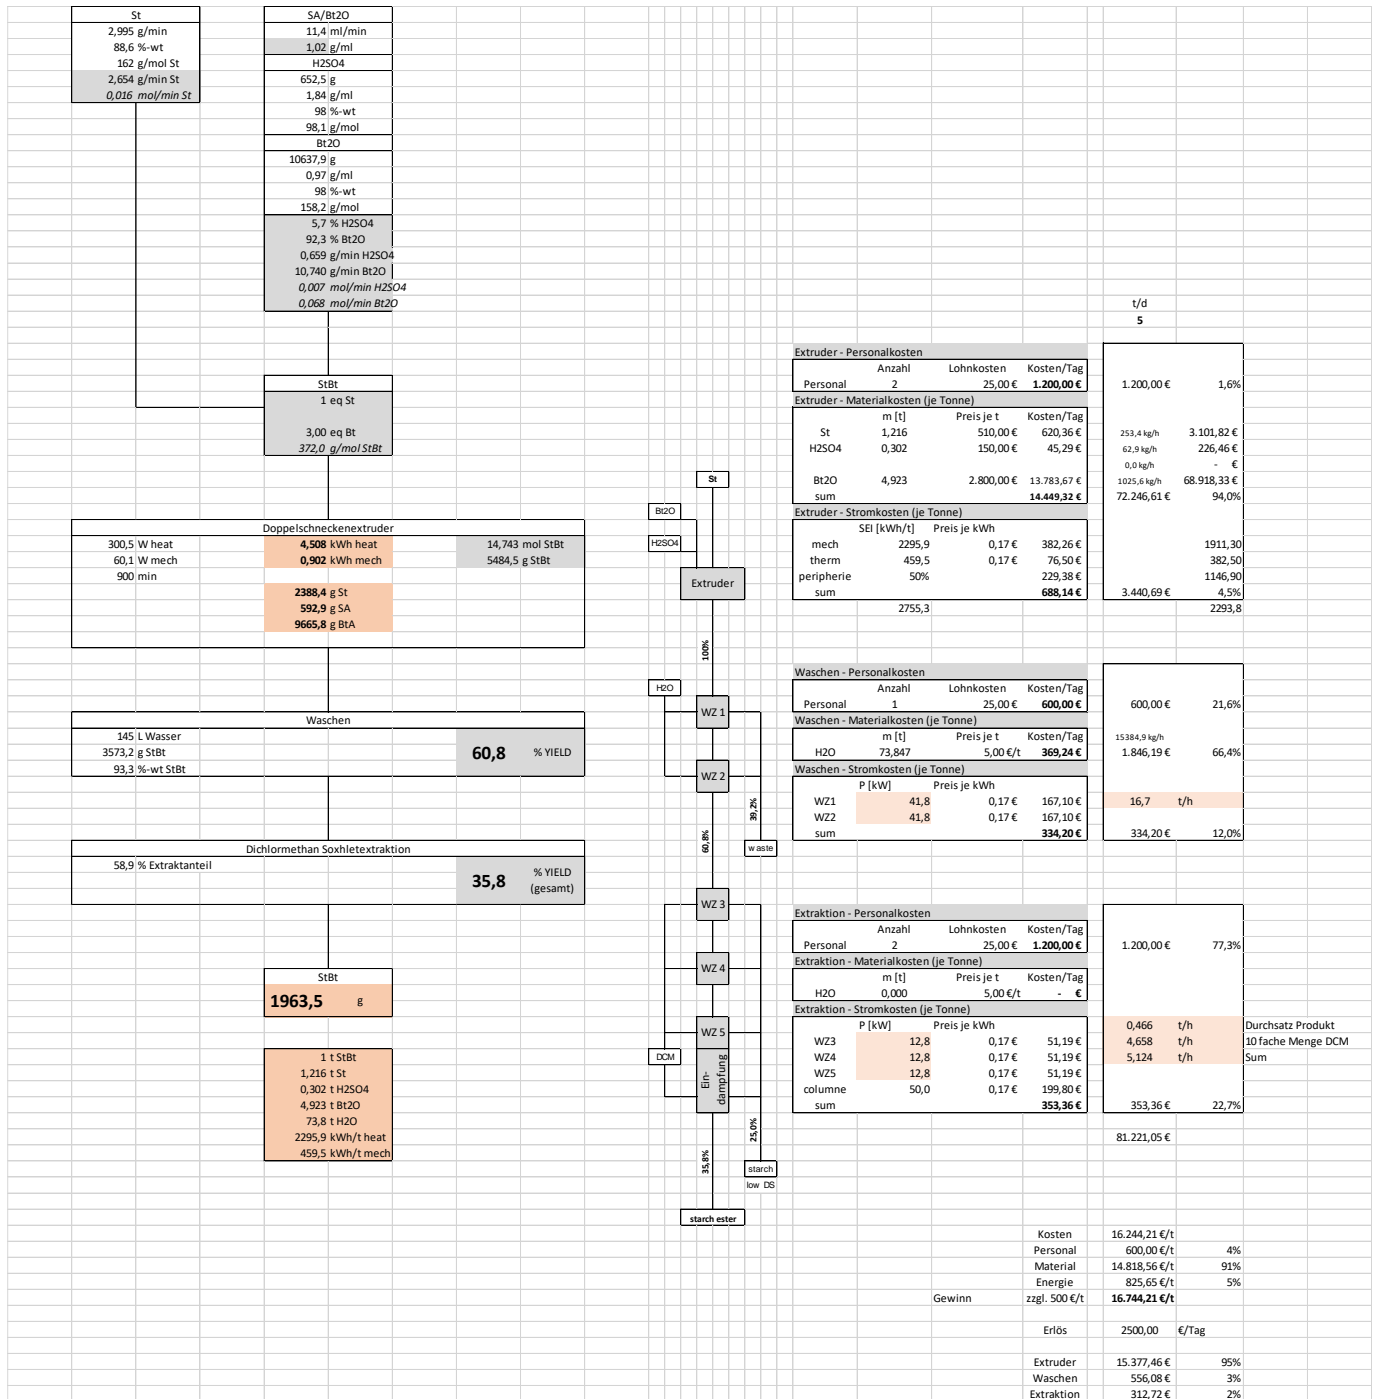 St
2,995 g/min
88,6 %-wt
162 g/mol St
2,654 g/min St
0,016 mol/min St
SA/Bt2O
11,4 ml/min
1,02 g/ml
H2SO4
652,5 g
1,84 g/ml
98 %-wt
98,1 g/mol
Bt2O
10637,9 g
0,97 g/ml
98 %-wt
158,2 g/mol
5,7 % H2SO4
92,3 % Bt2O
0,659 g/min H2SO4
10,740 g/min Bt2O
0,007 mol/min H2SO4
0,068 mol/min Bt2O
StBt
1 eq St
3,00 eq Bt
372,0 g/mol StBt
Doppelschneckenextruder
300,5 W heat 4,508 kWh heat 14,743 mol StBt
60,1 W mech 0,902 kWh mech 5484,5 g StBt
900 min
2388,4 g St
592,9 g SA
9665,8 g BtA
Waschen
145 L Wasser
3573,2 g StBt 60,8 % YIELD
93,3 %-wt StBt
Dichlormethan Soxhletextraktion
58,9 % Extraktanteil
35,8 % YIELD
(gesamt)
StBt
1963,5 g
1 t StBt
1,216 t St
0,302 t H2SO4
4,923 t Bt2O
73,8 t H2O
2295,9 kWh/t heat
459,5 kWh/t mech
St
Bt2O
H2SO4
Extruder
100%
H2O
WZ 1
WZ 2
39,2%
60,8%
waste
WZ 3
WZ 4
WZ 5
DCM
Ein-
dampfung
25,0%
35,8%
starch
low DS
starch ester
t/d
5
Extruder - Personalkosten
Anzahl Lohnkosten Kosten/Tag
Personal 2 25,00 € 1.200,00 € 1.200,00 € 1,6%
Extruder - Materialkosten (je Tonne)
m [t] Preis je t Kosten/Tag
St 1,216 510,00 € 620,36 € 253,4 kg/h 3.101,82 €
H2SO4 0,302 150,00 € 45,29 € 62,9 kg/h 226,46 €
0,0 kg/h - €
Bt2O 4,923 2.800,00 € 13.783,67 € 1025,6 kg/h 68.918,33 €
sum 14.449,32 € 72.246,61 € 94,0%
Extruder - Stromkosten (je Tonne)
SEI [kWh/t] Preis je kWh
mech 2295,9 0,17 € 382,26 € 1911,30
therm 459,5 0,17 € 76,50 € 382,50
peripherie 50% 229,38 € 1146,90
sum 688,14 € 3.440,69 € 4,5%
2755,3 2293,8
Waschen - Personalkosten
Anzahl Lohnkosten Kosten/Tag
Personal 1 25,00 € 600,00 € 600,00 € 21,6%
Waschen - Materialkosten (je Tonne)
m [t] Preis je t Kosten/Tag 15384,9 kg/h
H2O 73,847 5,00 €/t 369,24 € 1.846,19 € 66,4%
Waschen - Stromkosten (je Tonne)
P [kW] Preis je kWh
WZ1 41,8 0,17 € 167,10 € 16,7 t/h
WZ2 41,8 0,17 € 167,10 €
sum 334,20 € 334,20 € 12,0%
Extraktion - Personalkosten
Anzahl Lohnkosten Kosten/Tag
Personal 2 25,00 € 1.200,00 € 1.200,00 € 77,3%
Extraktion - Materialkosten (je Tonne)
m [t] Preis je t Kosten/Tag
H2O 0,000 5,00 €/t - €
Extraktion - Stromkosten (je Tonne)
P [kW] Preis je kWh 0,466 t/h Durchsatz Produkt
WZ3 12,8 0,17 € 51,19 € 4,658 t/h 10 fache Menge DCM
WZ4 12,8 0,17 € 51,19 € 5,124 t/h Sum
WZ5 12,8 0,17 € 51,19 €
columne 50,0 0,17 € 199,80 €
sum 353,36 € 353,36 € 22,7%
81.221,05 €
Kosten 16.244,21 €/t
Personal 600,00 €/t 4%
Material 14.818,56 €/t 91%
Energie 825,65 €/t 5%
Gewinn zzgl. 500 €/t 16.744,21 €/t
Erlös 2500,00 €/Tag
Extruder 15.377,46 € 95%
Waschen 556,08 € 3%
Extraktion 312,72 € 2%